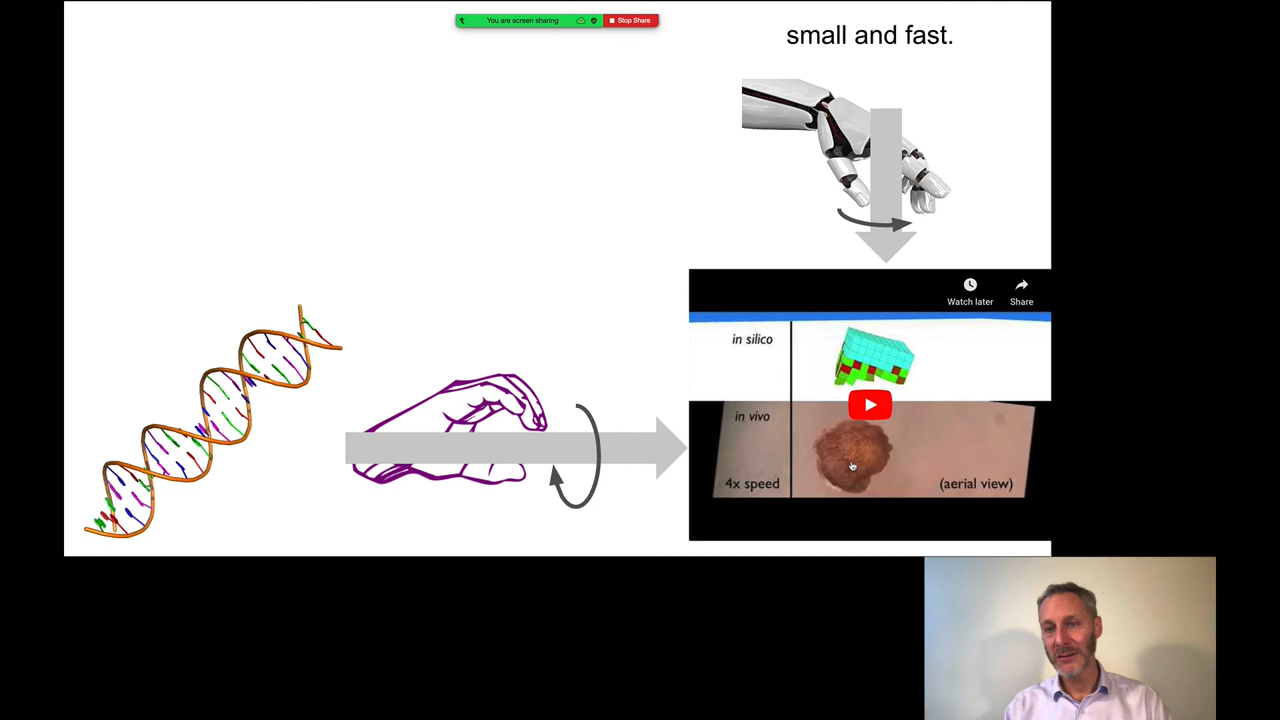 You are screen sharing
Stop Share
small and fast.
Watch later
Share
in silico
in vivo
4x speed
(aerial view)